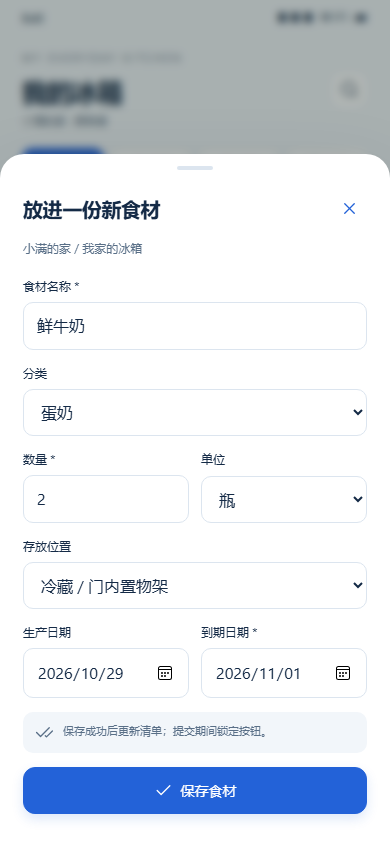 我的冰箱
放进一份新食材
小满的家 / 我家的冰箱
食材名称 *
鲜牛奶
分类
蛋奶
数量 *
单位
2
瓶
存放位置
冷藏 / 门内置物架
生产日期
到期日期 *
2026/10/29
2026/11/01
保存成功后更新清单；提交期间锁定按钮。
保存食材